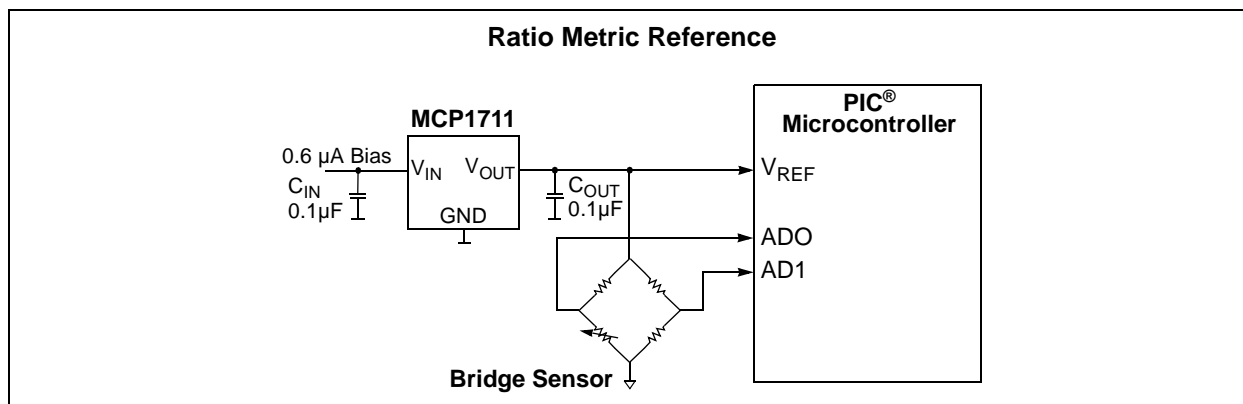 Ratio Metric Reference
PIC®
Microcontroller
MCP1711
0.6 µA Bias
VIN
VOUT
CIN
0.1µF
COUT
0.1µF
GND
VREF
ADO
AD1
Bridge Sensor